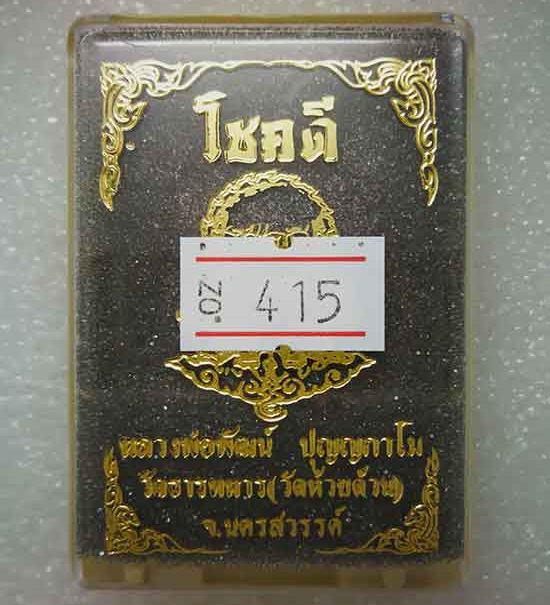 โชคดี
NO. 415
หลวงพ่อพัฒน์ ปุญญกาโม
วัดธารทหาร(วัดห้วยด้วน)
จ.นครสวรรค์